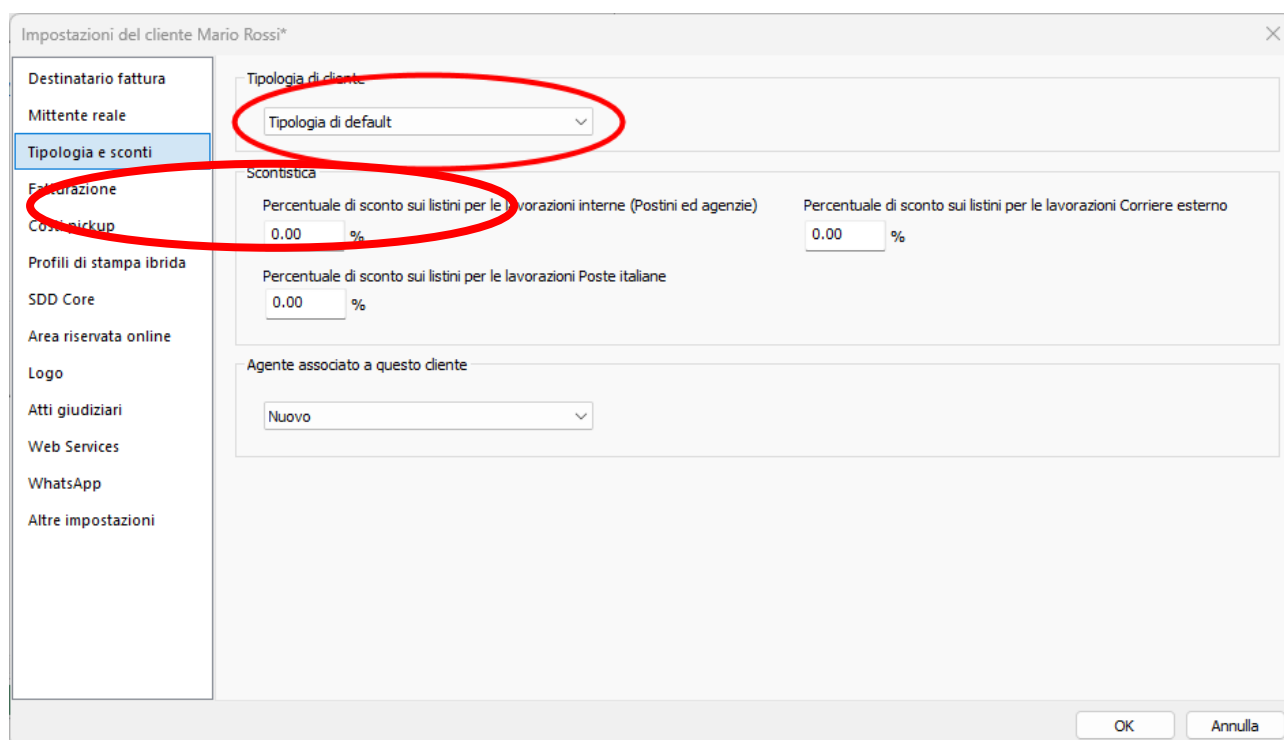 Impostazioni del cliente Mario Rossi*
Destinatario fattura
Mittente reale
Tipologia e sconti
Fatturazione
Costi pickup
Profili di stampa ibrida
SDD Core
Area riservata online
Logo
Atti giudiziari
Web Services
WhatsApp
Altre impostazioni
Tipologia di cliente
Tipologia di default
Scontistica
Percentuale di sconto sui listini per le lavorazioni interne (Postini ed agenzie)
0.00 %
Percentuale di sconto sui listini per le lavorazioni Corriere esterno
0.00 %
Percentuale di sconto sui listini per le lavorazioni Poste italiane
0.00 %
Agente associato a questo cliente
Nuovo
OK
Annulla